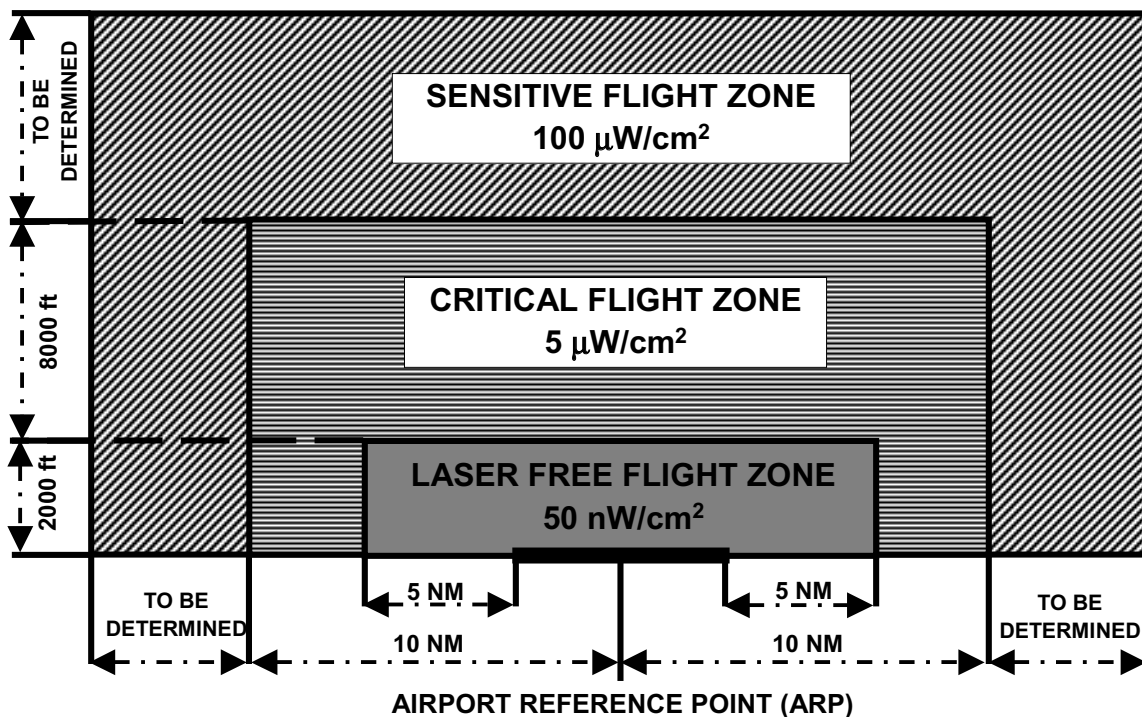 TO BE
DETERMINED
SENSITIVE FLIGHT ZONE
100 μW/cm²
8000 ft
CRITICAL FLIGHT ZONE
5 μW/cm²
2000 ft
LASER FREE FLIGHT ZONE
50 nW/cm²
5 NM
5 NM
TO BE
DETERMINED
10 NM
10 NM
TO BE
DETERMINED
AIRPORT REFERENCE POINT (ARP)